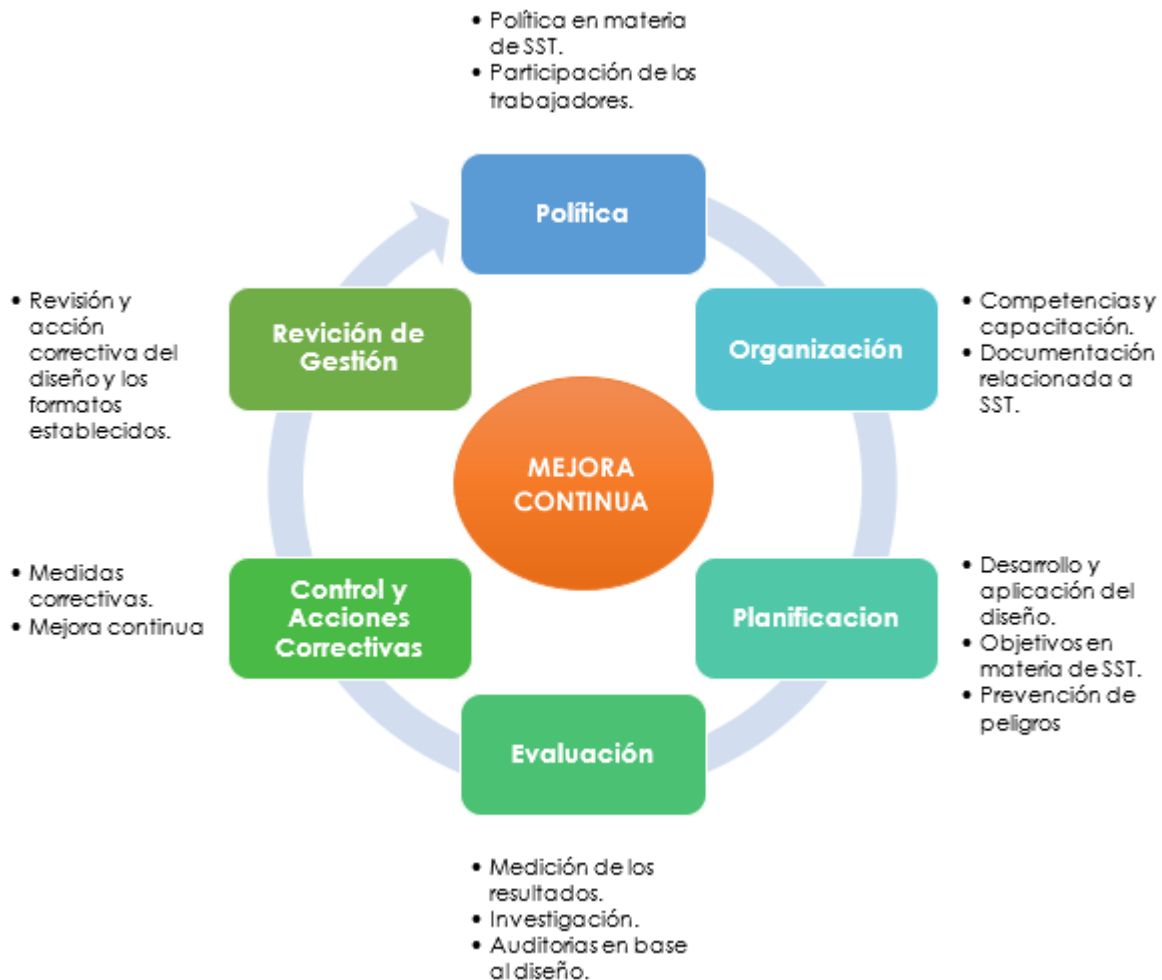 • Política en materia
de SST.
• Participación de los
trabajadores.
Política
Organización
• Competencias y
capacitación.
• Documentación
relacionada a
SST.
Planificacion
• Desarrollo y
aplicación del
diseño.
• Objetivos en
materia de SST.
• Prevención de
peligros
Evaluación
• Medición de los
resultados.
• Investigación.
• Auditorias en base
al diseño.
Control y
Acciones
Correctivas
• Medidas
correctivas.
• Mejora continua
Revición de
Gestión
• Revisión y
acción
correctiva del
diseño y los
formatos
establecidos.
MEJORA
CONTINUA